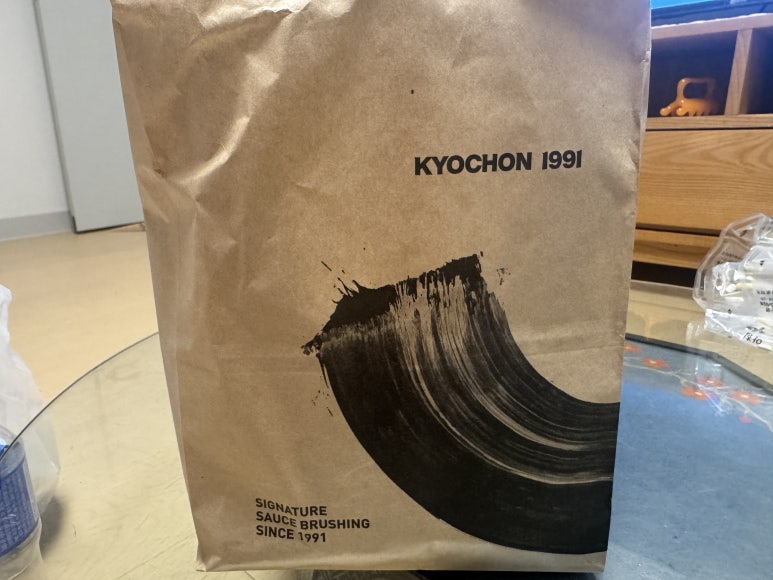 KYOCHON 1991
SIGNATURE
SAUCE BRUSHING
SINCE 1991